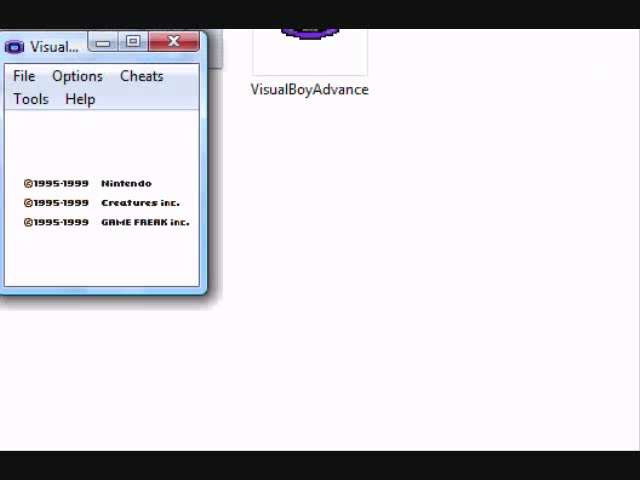 Visual...
VisualBoyAdvance
File Options Cheats
Tools Help
©1995-1999 Nintendo
©1995-1999 Creatures inc.
©1995-1999 GAME FREAK inc.